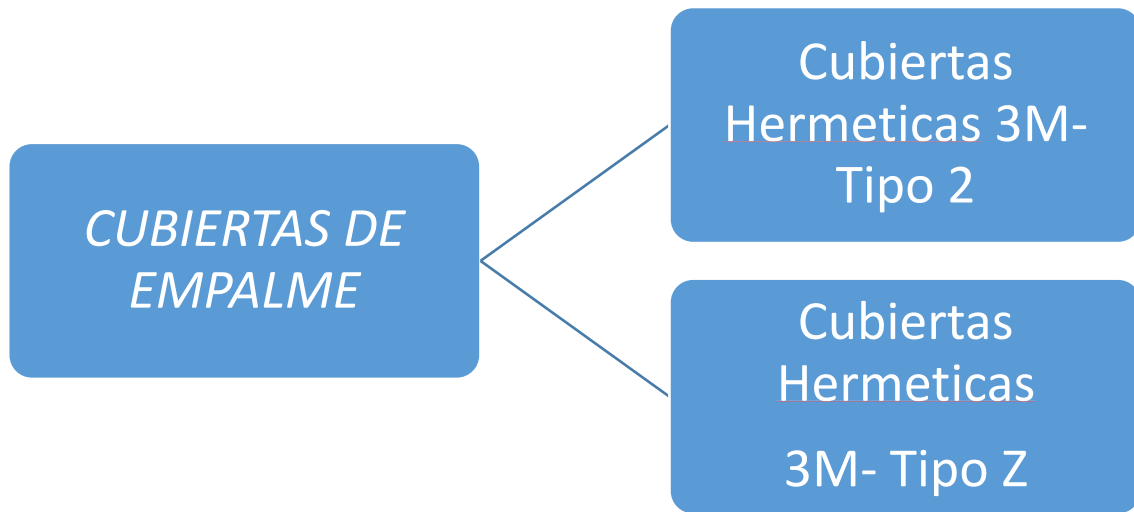 CUBIERTAS DE
EMPALME
Cubiertas
Hermeticas 3M-
Tipo 2
Cubiertas
Hermeticas
3M- Tipo Z